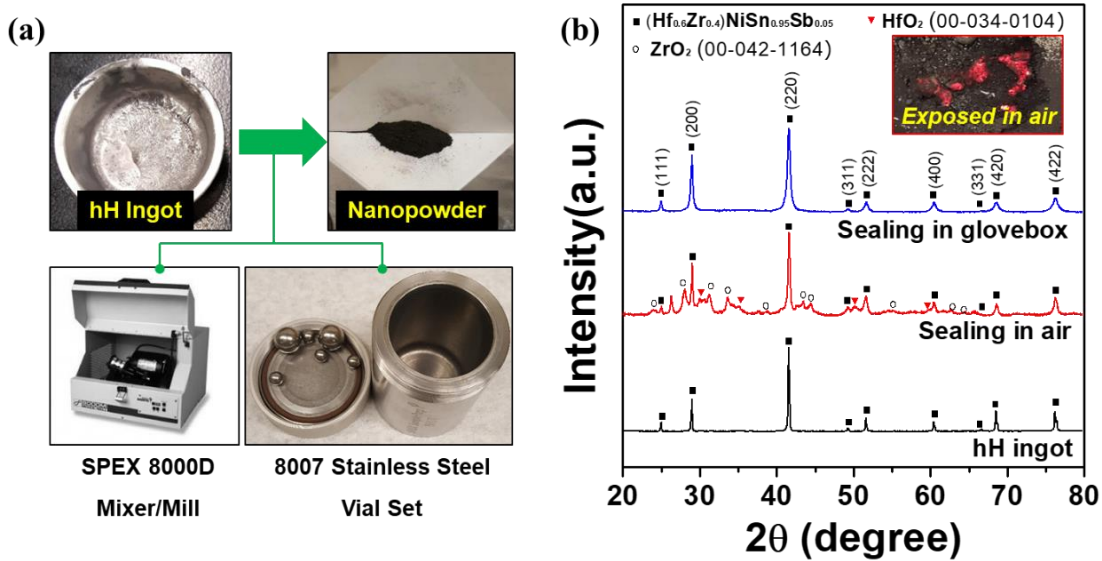 (a)
hH Ingot
Nanopowder
SPEX 8000D
Mixer/Mill
8007 Stainless Steel
Vial Set
(b)
■ (Hf₀.₆Zr₀.₄)NiSn₀.₉₅Sb₀.₀₅
▼ HfO₂ (00-034-0104)
○ ZrO₂ (00-042-1164)
Exposed in air
(111)
(200)
(220)
(311)
(222)
(400)
(331)
(420)
(422)
Sealing in glovebox
Sealing in air
hH ingot
Intensity(a.u.)
20 30 40 50 60 70 80
2θ (degree)